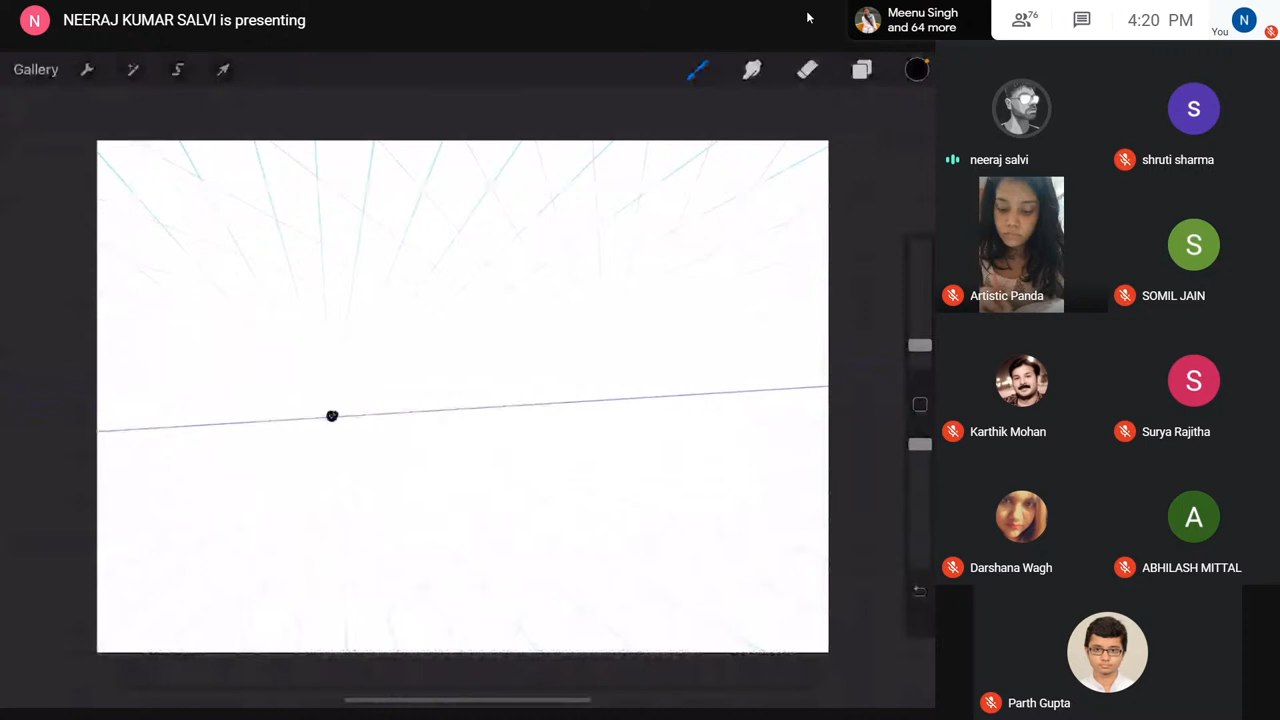 N
NEERAJ KUMAR SALVI is presenting
Meenu Singh
and 64 more
76
4:20 PM
You
N
Gallery
neeraj salvi
s
shruti sharma
Artistic Panda
S
SOMIL JAIN
Karthik Mohan
S
Surya Rajitha
Darshana Wagh
A
ABHILASH MITTAL
Parth Gupta